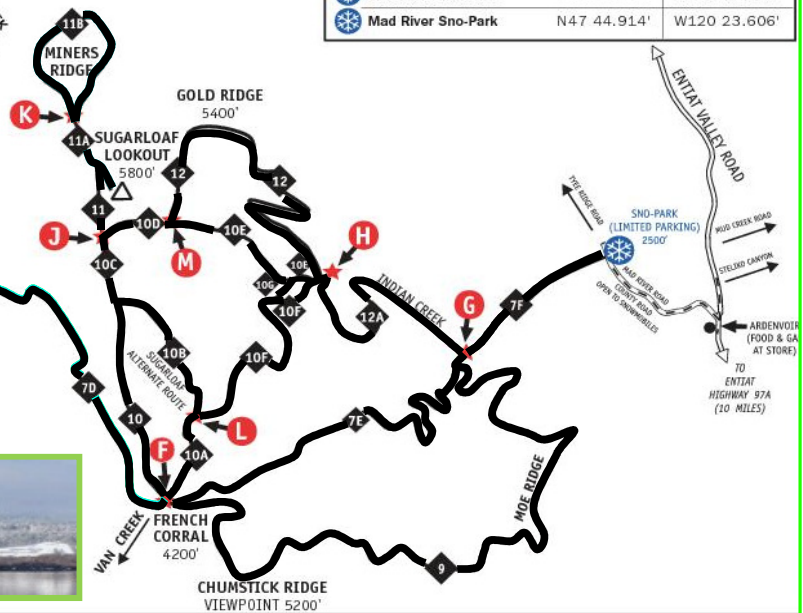 Mad River Sno-Park N47 44.914' W120 23.606'
11B
MINERS
RIDGE
K
11A
SUGARLOAF
LOOKOUT
5800'
GOLD RIDGE
5400'
12
12
11
J
10D
10E
M
H
10C
10E
10G
10F
12A
INDIAN CREEK
G
7F
ENTIAT VALLEY ROAD
TYEE RIDGE ROAD
SNO-PARK
(LIMITED PARKING)
2500'
MUD CREEK ROAD
STELIKO CANYON
MAD RIVER ROAD
COUNTY ROAD
OPEN TO SNOWMOBILES
ARDENVOIR
(FOOD & GA
AT STORE)
TO
ENTIAT
HIGHWAY 97A
(10 MILES)
10B
SUGARLOAF
ALTERNATE ROUTE
10F
7D
10
L
F
10A
7E
MOE RIDGE
FRENCH
CORRAL
4200'
VAN CREEK
9
CHUMSTICK RIDGE
VIEWPOINT 5200'